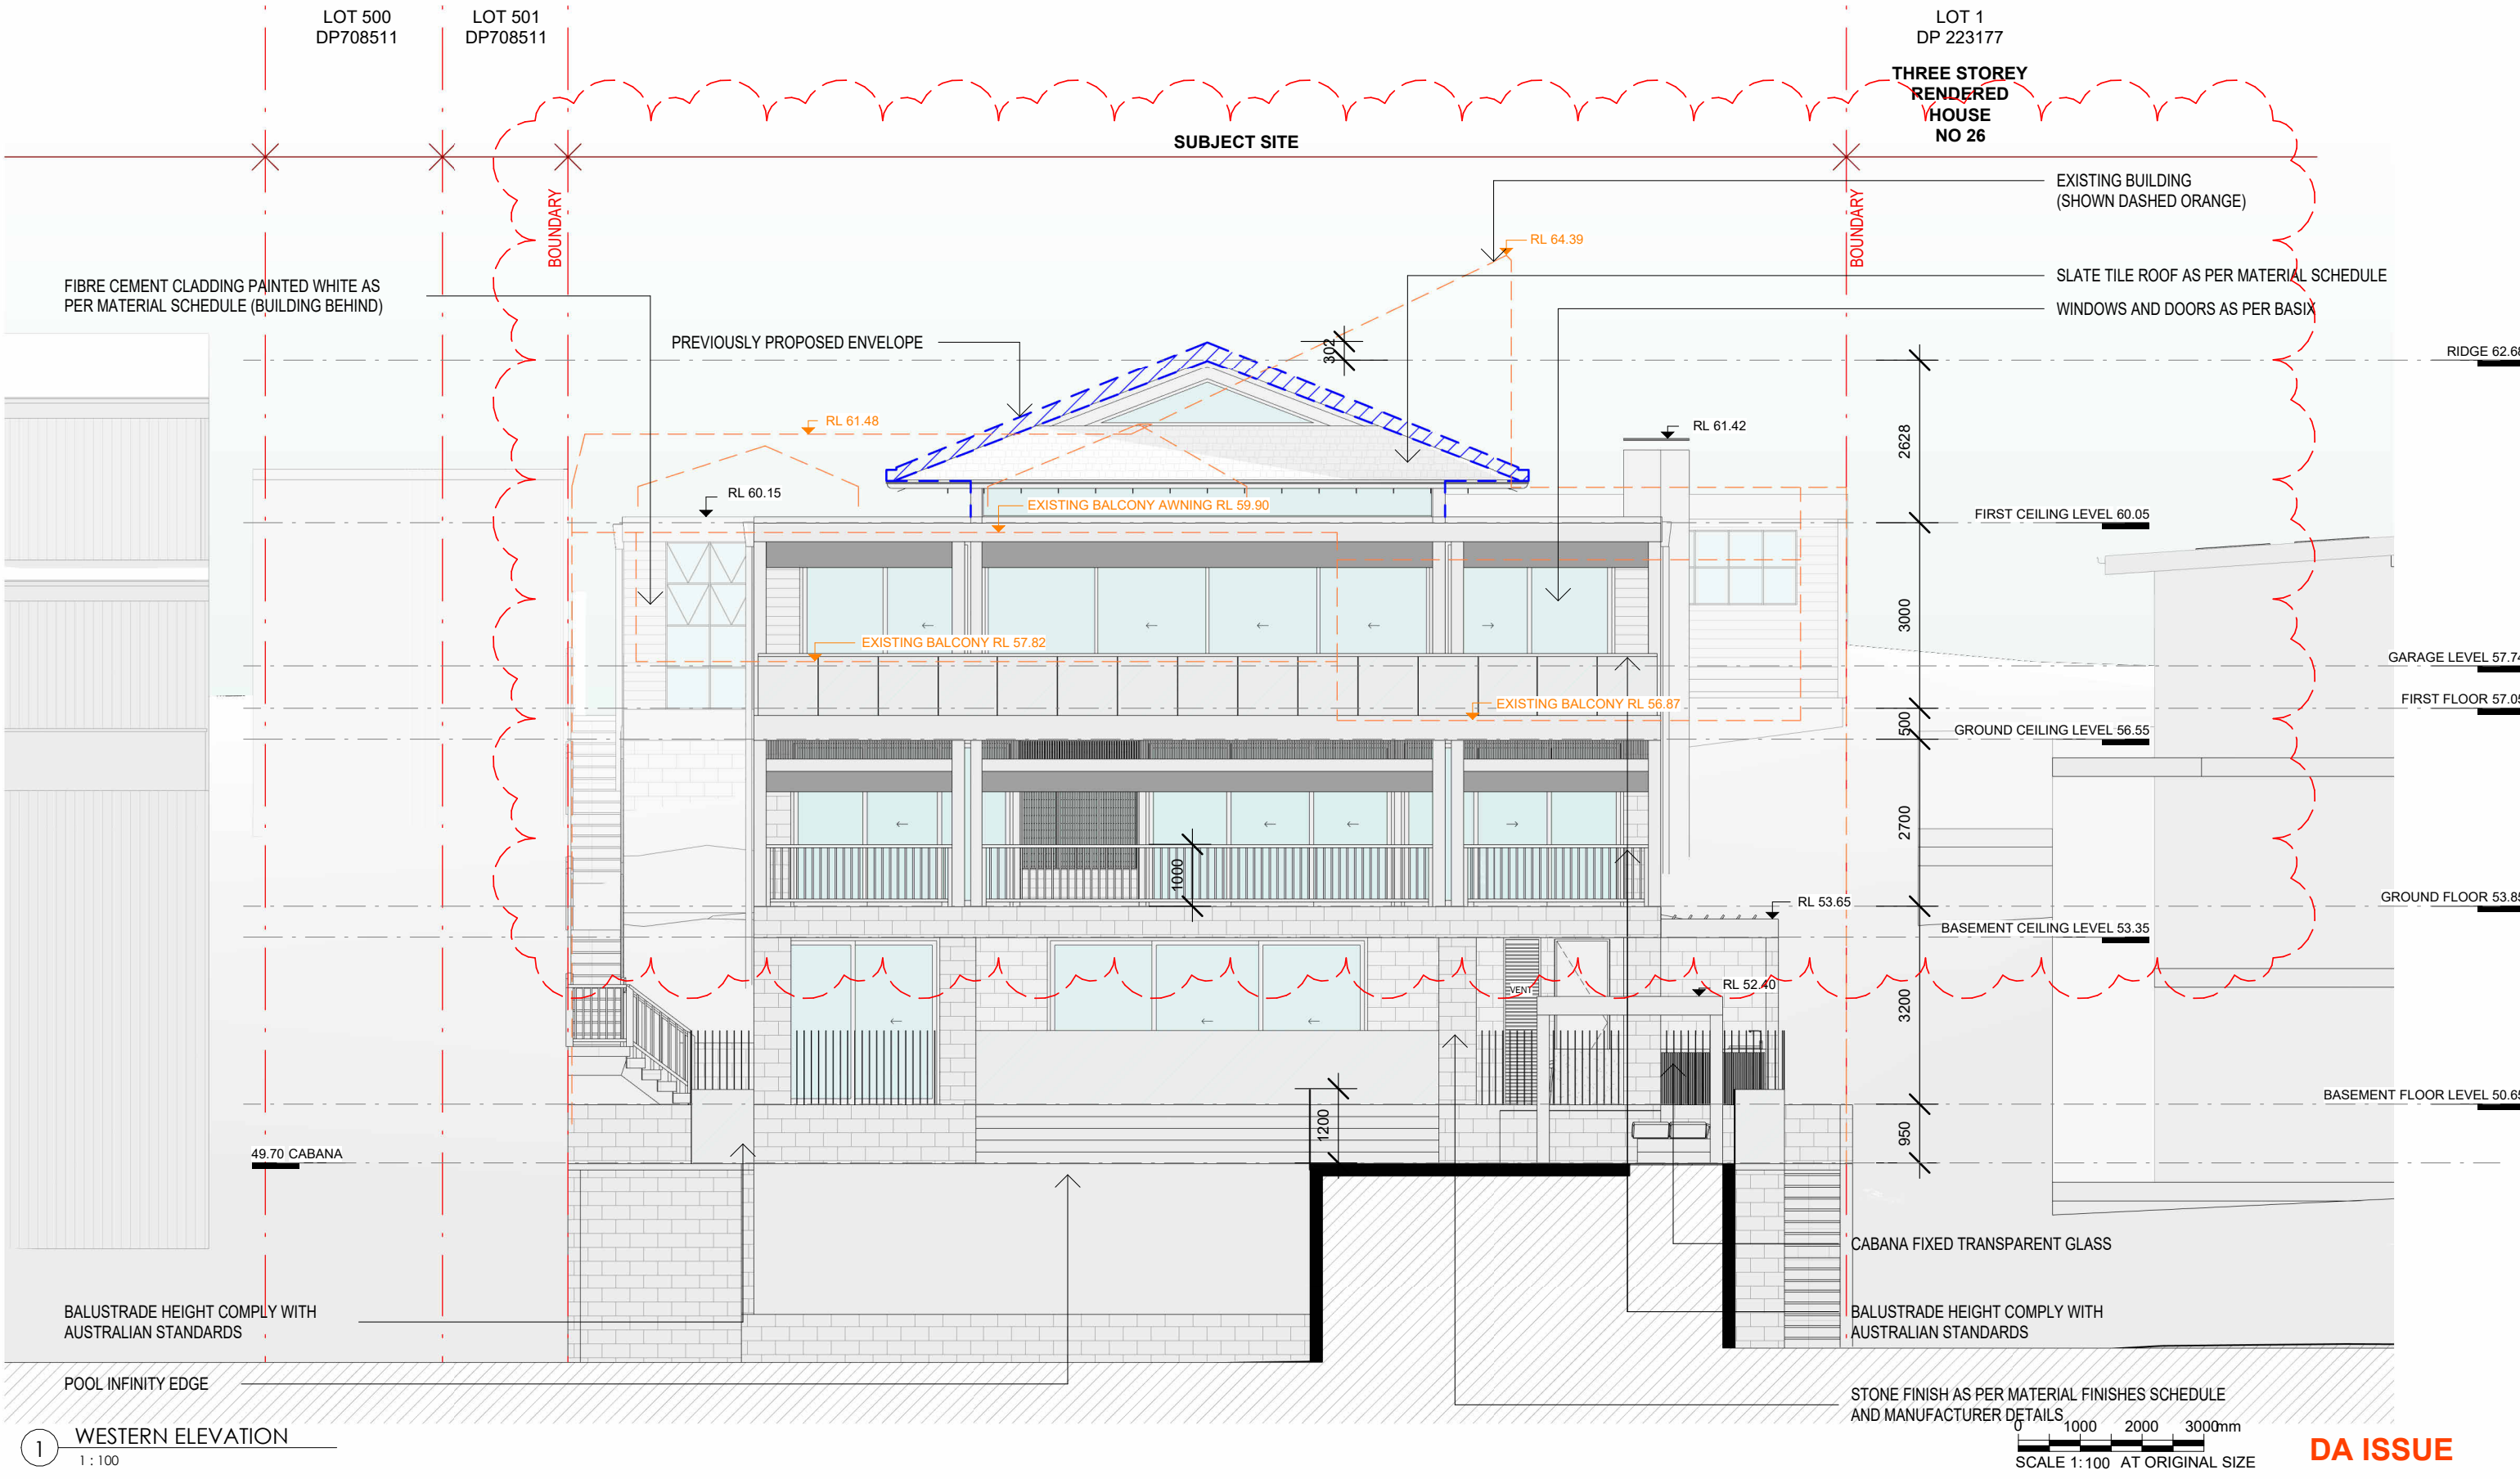 LOT 500
DP708511
LOT 501
DP708511
LOT 1
DP 223177
THREE STOREY
RENDERED
HOUSE
NO 26
SUBJECT SITE
BOUNDARY
BOUNDARY
EXISTING BUILDING
(SHOWN DASHED ORANGE)
RL 64.39
SLATE TILE ROOF AS PER MATERIAL SCHEDULE
WINDOWS AND DOORS AS PER BASIX
FIBRE CEMENT CLADDING PAINTED WHITE AS
PER MATERIAL SCHEDULE (BUILDING BEHIND)
PREVIOUSLY PROPOSED ENVELOPE
302
RIDGE 62.68
RL 61.48
RL 61.42
2628
RL 60.15
EXISTING BALCONY AWNING RL 59.90
FIRST CEILING LEVEL 60.05
3000
EXISTING BALCONY RL 57.82
GARAGE LEVEL 57.74
EXISTING BALCONY RL 56.87
FIRST FLOOR 57.05
500
GROUND CEILING LEVEL 56.55
2700
1000
RL 53.65
GROUND FLOOR 53.85
BASEMENT CEILING LEVEL 53.35
VENT
RL 52.40
3200
BASEMENT FLOOR LEVEL 50.65
1200
950
49.70 CABANA
CABANA FIXED TRANSPARENT GLASS
BALUSTRADE HEIGHT COMPLY WITH
AUSTRALIAN STANDARDS
BALUSTRADE HEIGHT COMPLY WITH
AUSTRALIAN STANDARDS
POOL INFINITY EDGE
STONE FINISH AS PER MATERIAL FINISHES SCHEDULE
AND MANUFACTURER DETAILS
1 WESTERN ELEVATION
1 : 100
0 1000 2000 3000mm
SCALE 1:100 AT ORIGINAL SIZE
DA ISSUE